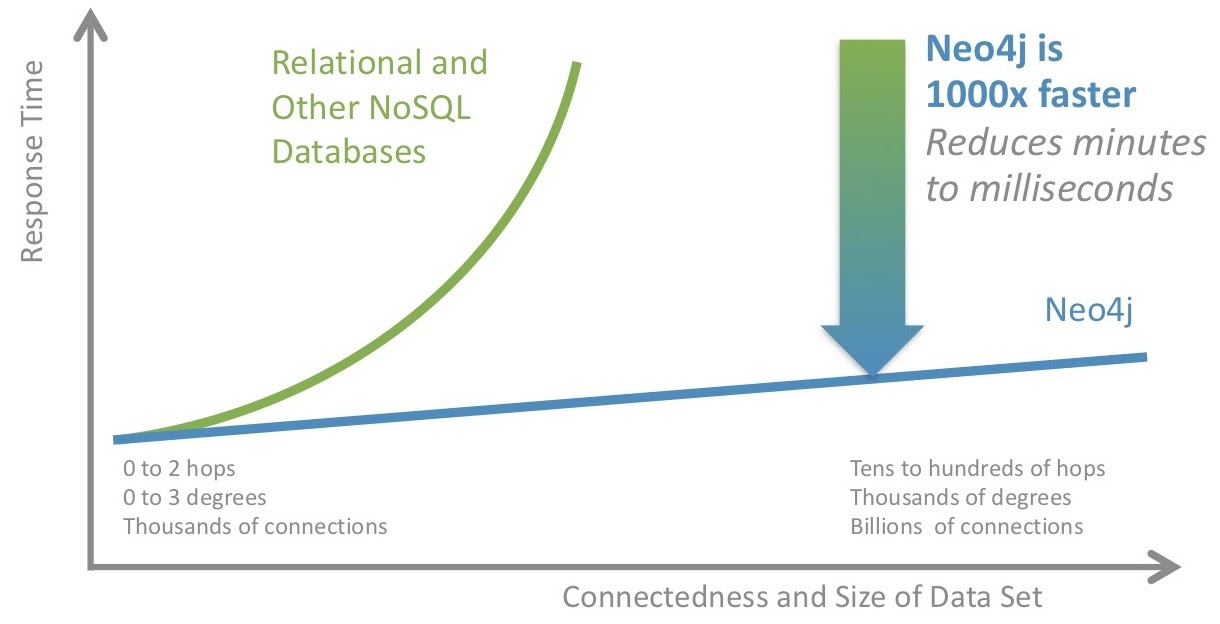 Response Time
Relational and
Other NoSQL
Databases
Neo4j is
1000x faster
Reduces minutes
to milliseconds
Neo4j
0 to 2 hops
0 to 3 degrees
Thousands of connections
Tens to hundreds of hops
Thousands of degrees
Billions of connections
Connectedness and Size of Data Set